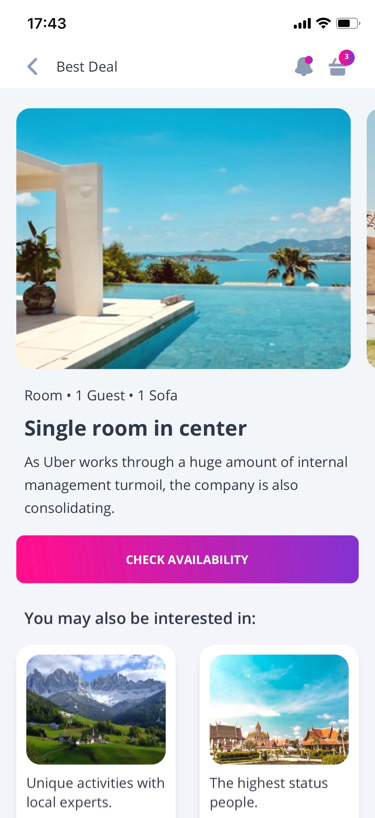 17:43
Best Deal
3
Room • 1 Guest • 1 Sofa
Single room in center
As Uber works through a huge amount of internal
management turmoil, the company is also
consolidating.
CHECK AVAILABILITY
You may also be interested in:
Unique activities with
local experts.
The highest status
people.